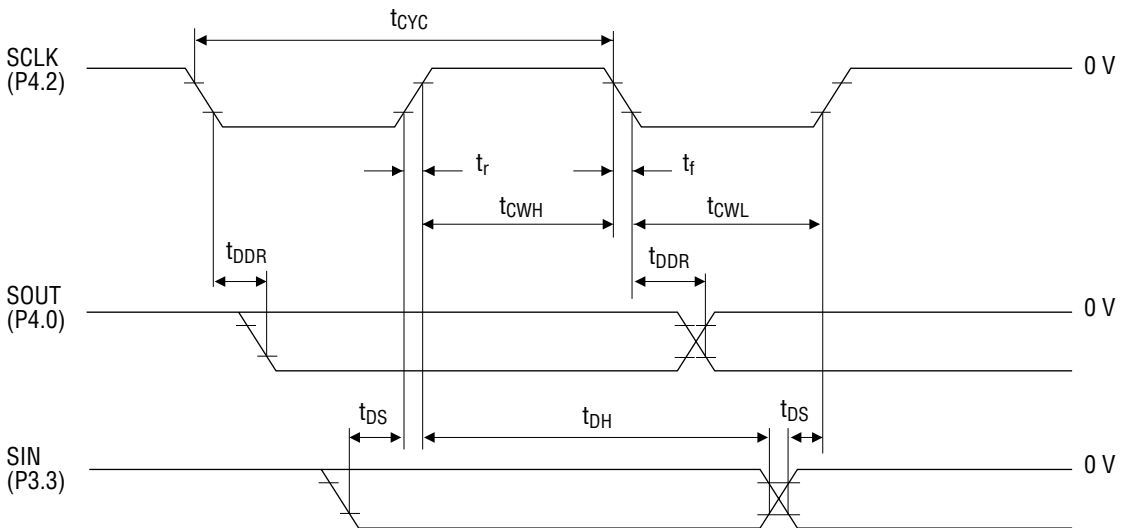 tCYC
SCLK
(P4.2)
0 V
tr
tf
tCWH
tCWL
tDDR
tDDR
SOUT
(P4.0)
0 V
tDS
tDH
tDS
SIN
(P3.3)
0 V